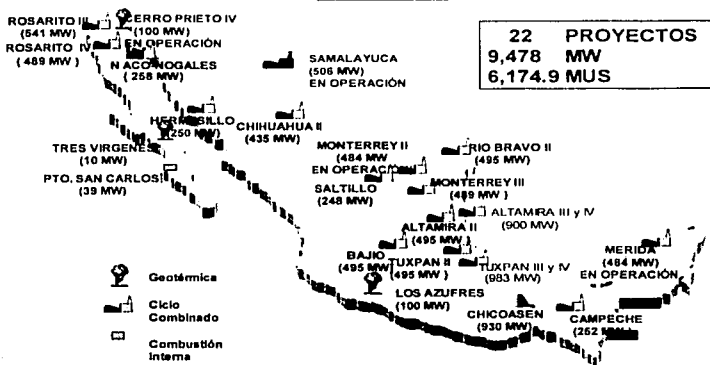 ROSARITO III
(541 MW)
CERRO PRIETO IV
(100 MW)
EN OPERACIÓN
ROSARITO IV
( 489 MW)
NACO-NOGALES
( 258 MW)
SAMALAYUCA
(506 MW)
EN OPERACIÓN
22 PROYECTOS
9,478 MW
6,174.9 MUS
HERMOSILLO
(250 MW)
CHIHUAHUA II
(435 MW)
TRES VIRGENES
(10 MW)
PTO. SAN CARLOS
(39 MW)
MONTERREY II
(484 MW)
EN OPERACIÓN
RIO BRAVO II
(495 MW)
SALTILLO
(248 MW)
MONTERREY III
(489 MW)
ALTAMIRA III y IV
(900 MW)
ALTAMIRA II
(495 MW )
BAJIO
(495 MW)
TUXPAN II
(495 MW )
TUXPAN III y IV
(983 MW)
MERIDA
(484 MW)
EN OPERACIÓN
LOS AZUFRES
(100 MW)
CHICOASEN
(930 MW)
CAMPECHE
(252 MW)
Geotérmica
Ciclo
Combinado
Combustión
Interna